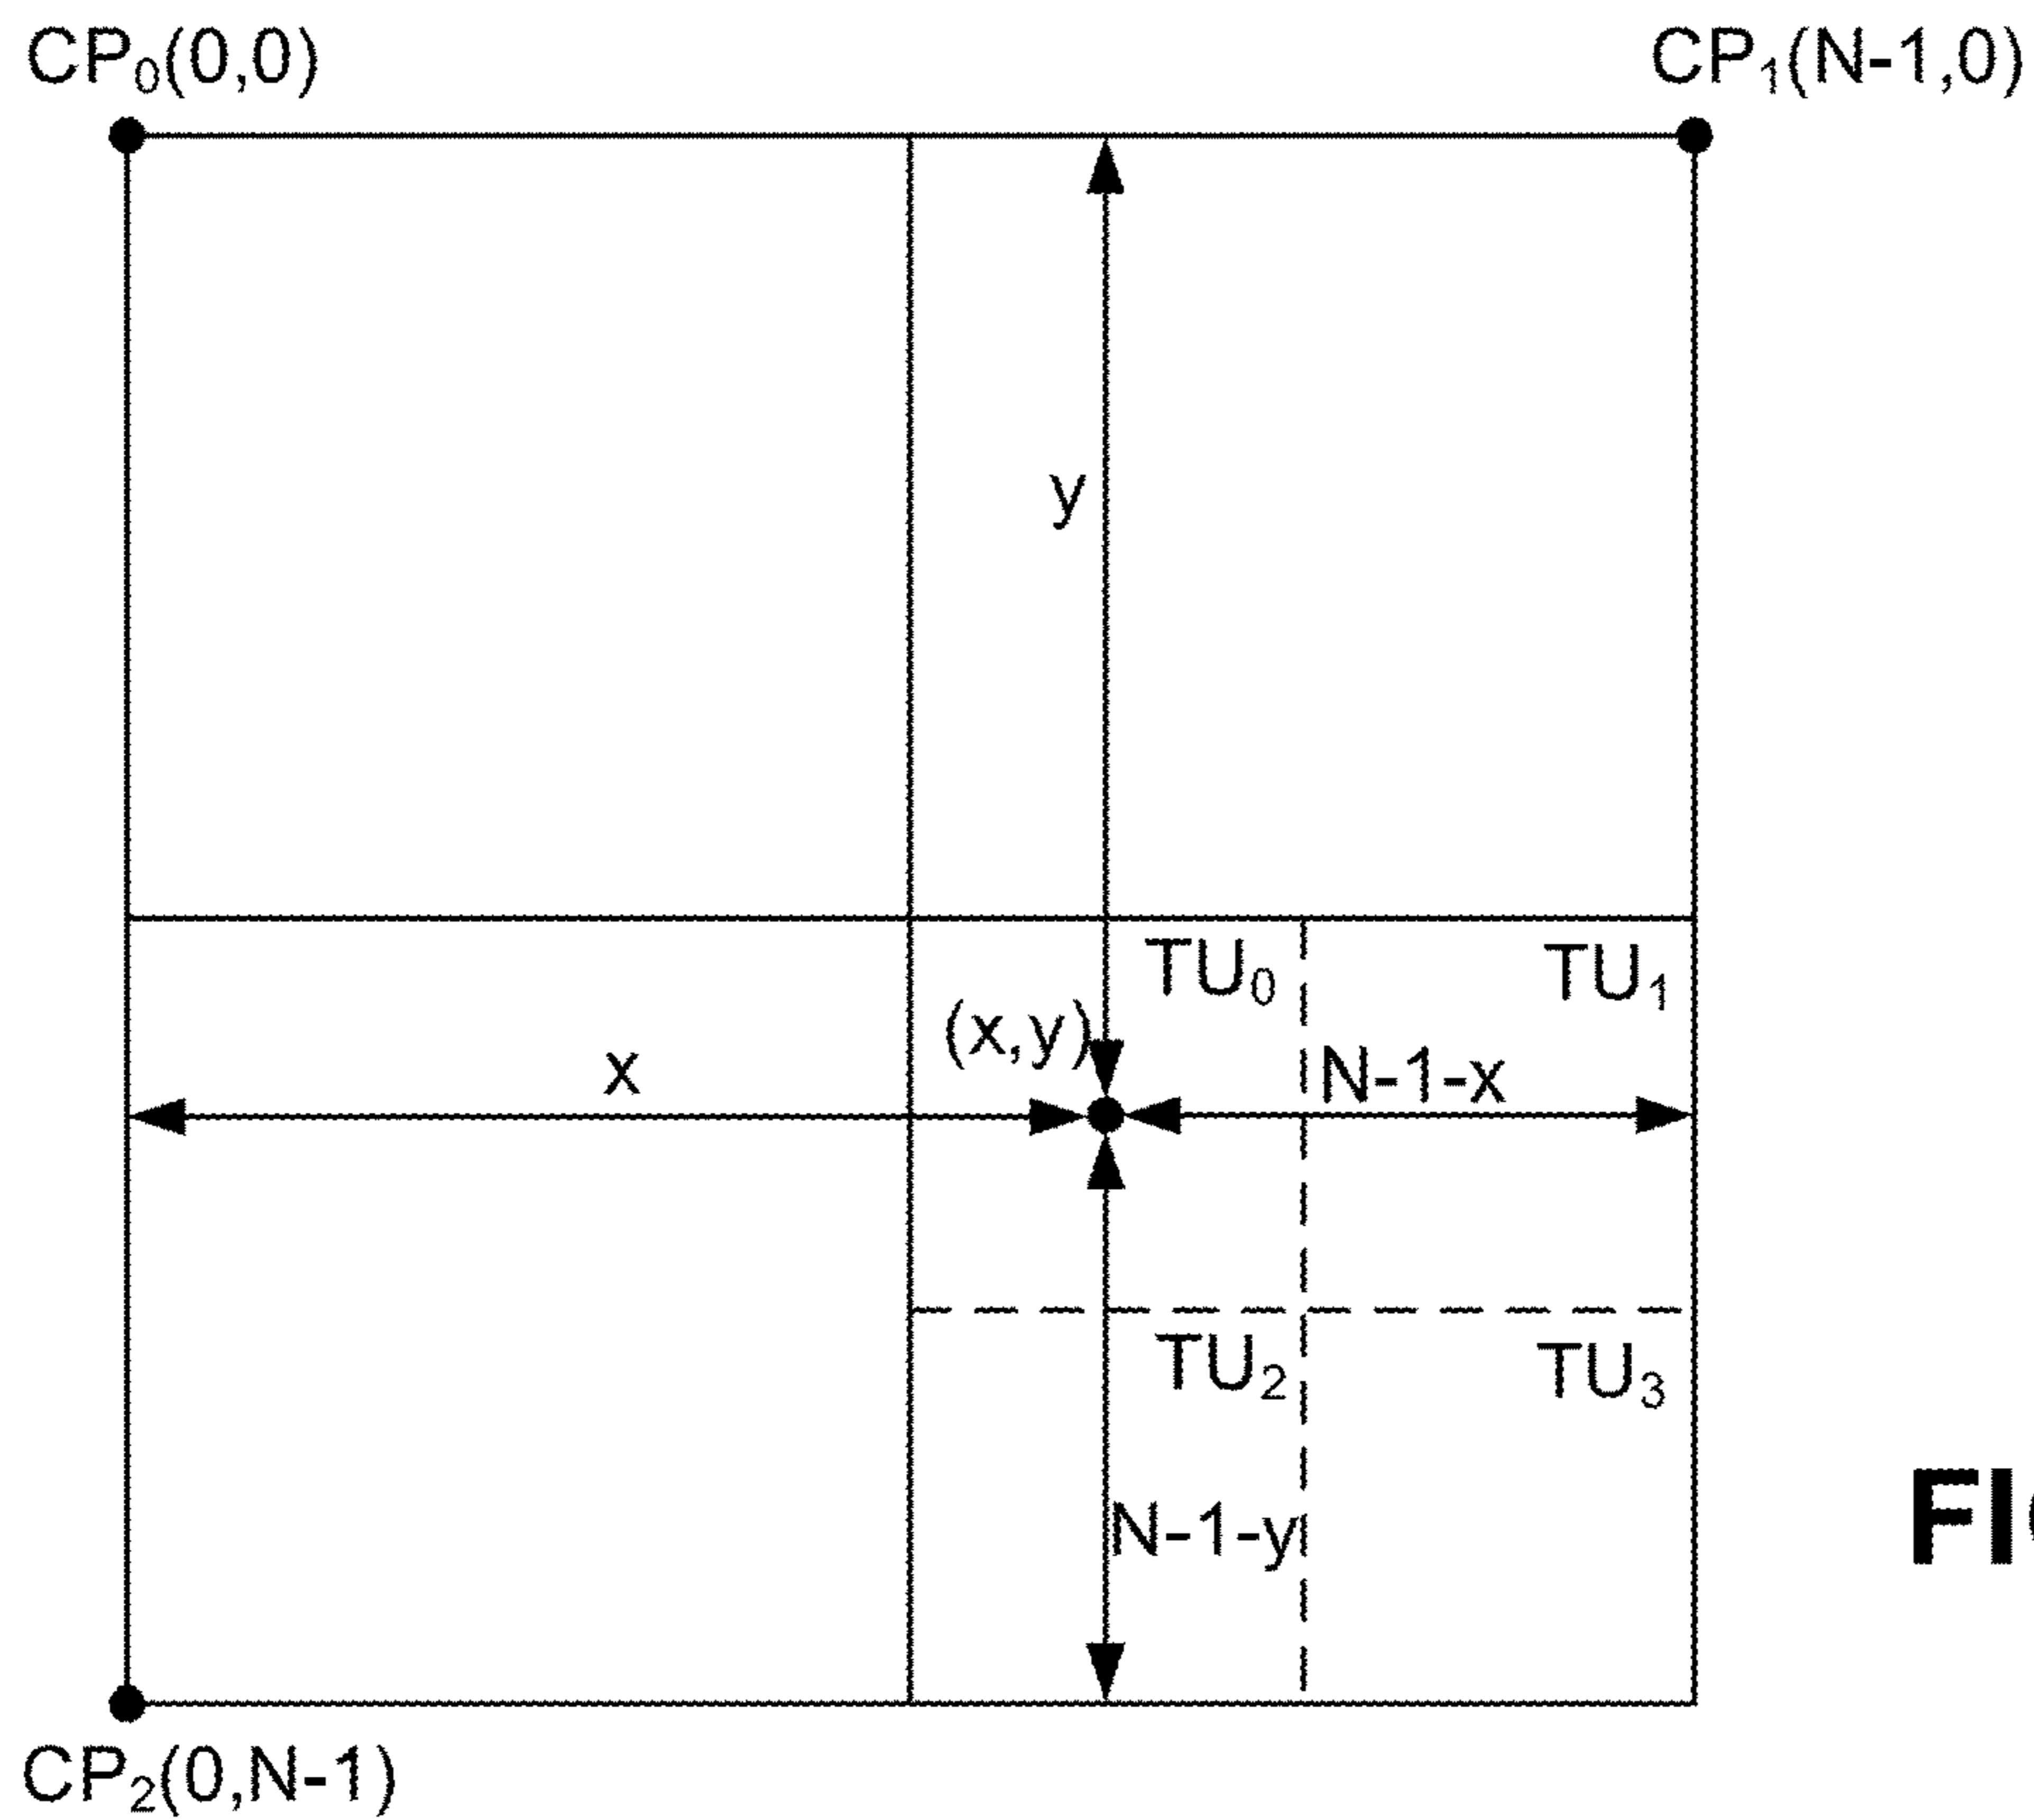 CP₀(0,0)
CP₁(N-1,0)
y
TU₀
TU₁
(x,y)
x
N-1-x
TU₂
TU₃
N-1-y
CP₂(0,N-1)